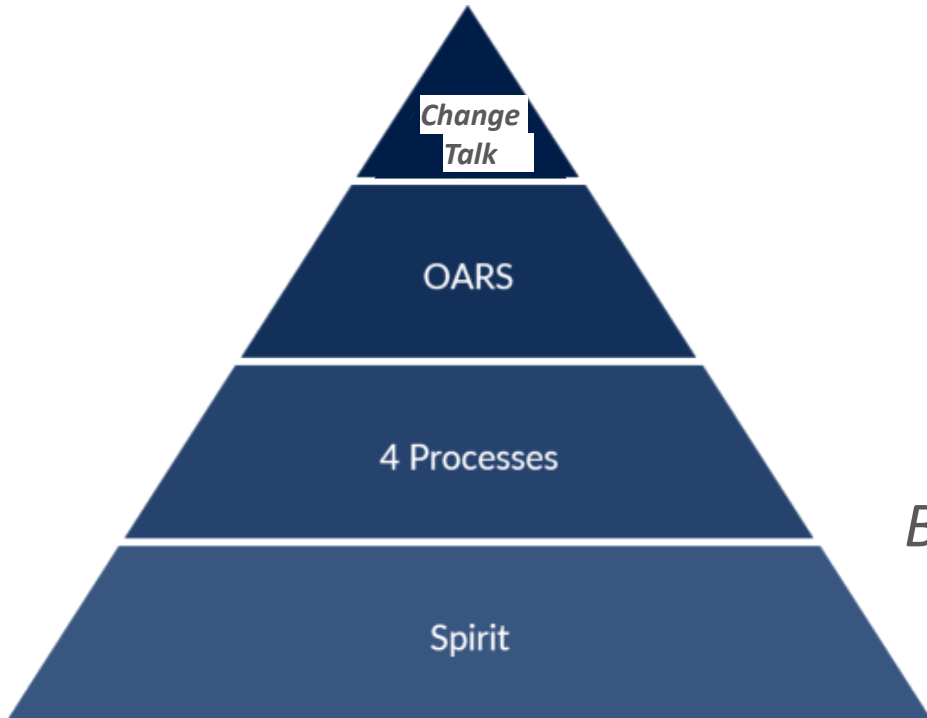 Change
Talk
OARS
4 Processes
B
Spirit